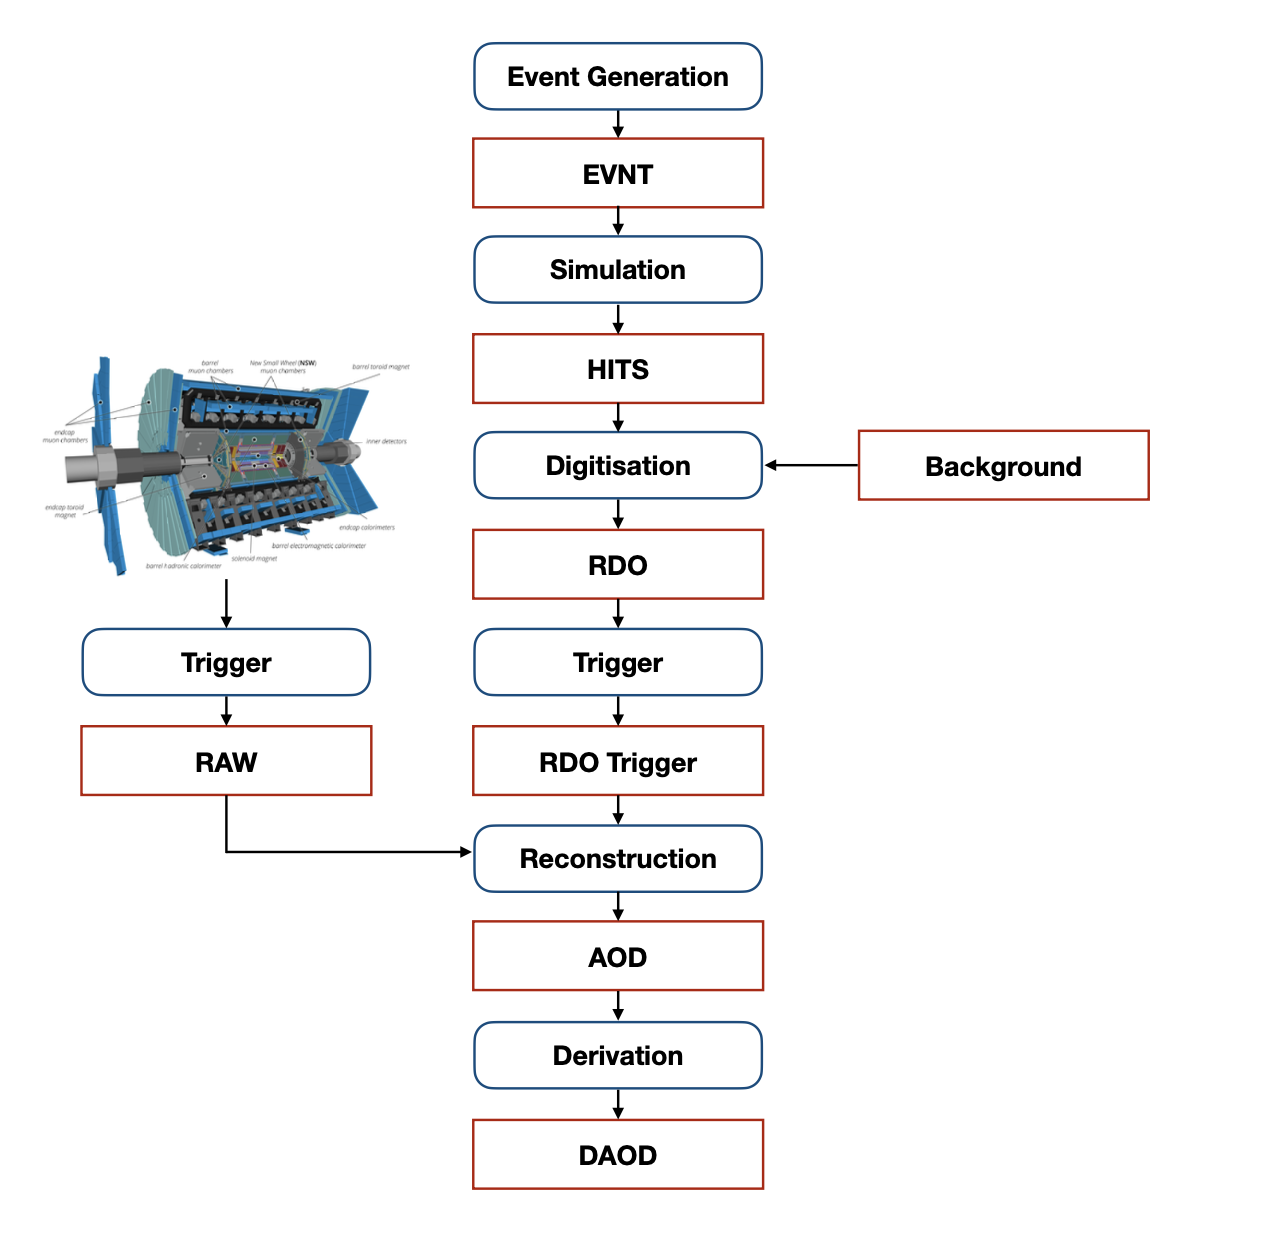 Event Generation
EVNT
Simulation
HITS
barrel
muon chambers
New Small Wheel (NSW)
muon chambers
barrel toroid magnet
endcap
muon chambers
inner detectors
endcap toroid
magnet
endcap calorimeters
barrel electromagnetic calorimeter
solenoid magnet
barrel hadronic calorimeter
Digitisation
Background
RDO
Trigger
Trigger
RAW
RDO Trigger
Reconstruction
AOD
Derivation
DAOD